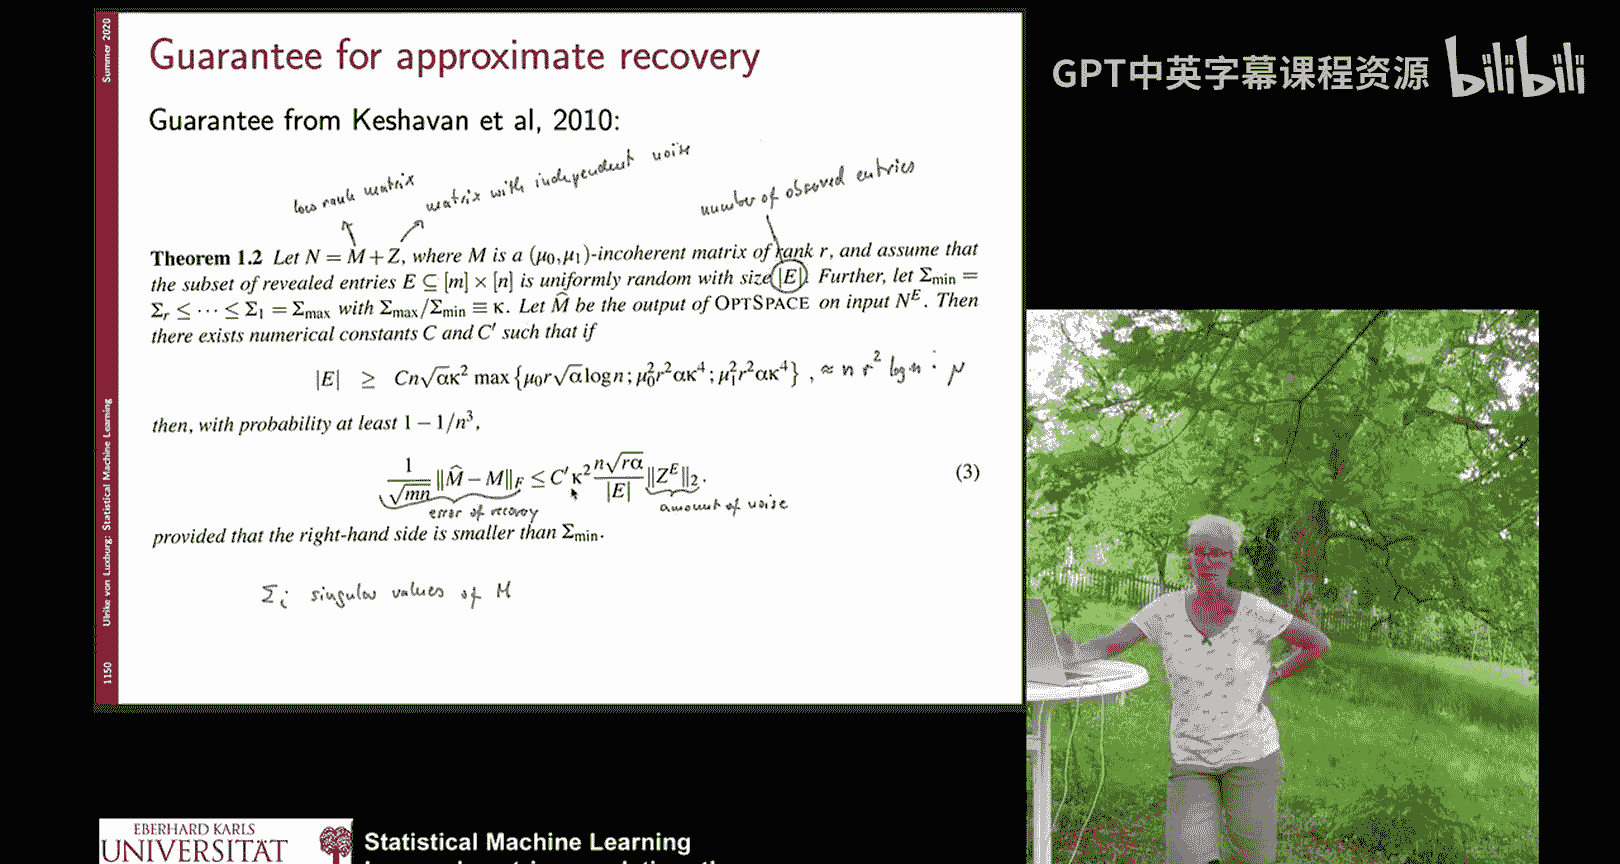 Summer 2020
Ulrike von Luxburg: Statistical Machine Learning
1150
Guarantee for approximate recovery
Guarantee from Keshavan et al, 2010:
low rank matrix
matrix with independent noise
number of observed entries
Theorem 1.2 Let N = M + Z, where M is a (μ₀,μ₁)-incoherent matrix of rank r, and assume that
the subset of revealed entries E ⊆ [m] × [n] is uniformly random with size |E|. Further, let Σmin =
Σr ≤ ··· ≤ Σ1 = Σmax with Σmax/Σmin ≡ κ. Let M̂ be the output of OPTSPACE on input N^E. Then
there exists numerical constants C and C′ such that if
|E| ≥ Cn√α κ² max {μ₀r√α log n ; μ₀²r²ακ⁴ ; μ₁²r²ακ⁴} , ≈ n r² log n · μ
then, with probability at least 1 − 1/n³,
1/√mn ‖M̂ − M‖_F ≤ C′κ² n√rα/|E| ‖Z^E‖₂. (3)
error of recovery
amount of noise
provided that the right-hand side is smaller than Σmin.
Σi singular values of M
GPT中英字幕课程资源 bilibili
EBERHARD KARLS
UNIVERSITÄT
Statistical Machine Learning